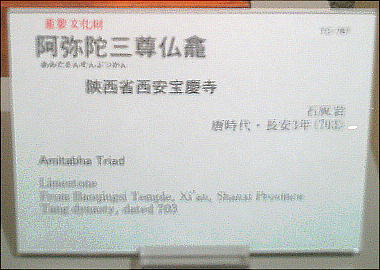 重要文化財
TC-787
阿弥陀三尊仏龕
あみださんぞんぶつがん
陝西省西安宝慶寺
石灰岩
唐時代・長安3年(703)
Amitabha Triad
Limestone
From Baoqingsi Temple, Xi'an, Shanxi Province
Tang dynasty, dated 703